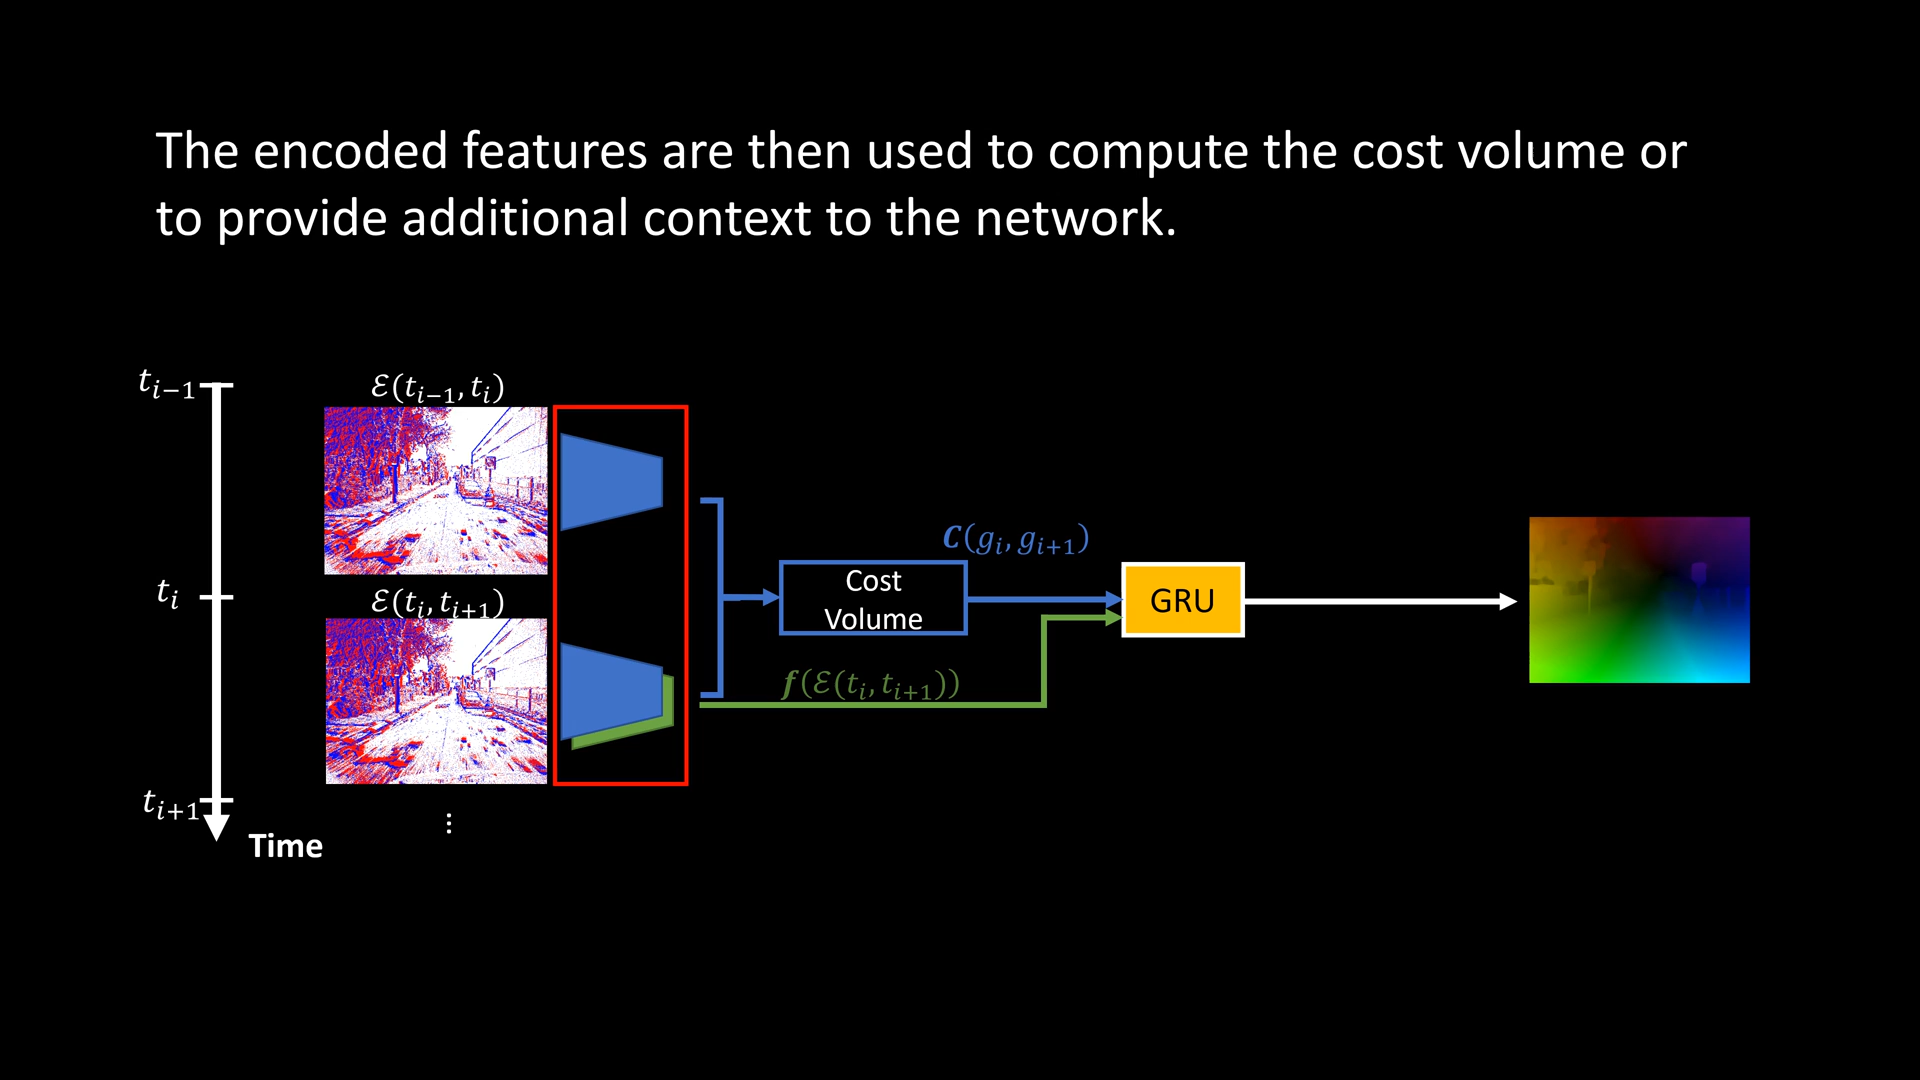 The encoded features are then used to compute the cost volume or
to provide additional context to the network.
t_{i−1}
ℰ(t_{i−1}, t_i)
C(g_i, g_{i+1})
Cost
Volume
GRU
t_i
ℰ(t_i, t_{i+1})
f(ℰ(t_i, t_{i+1}))
t_{i+1}
⋮
Time